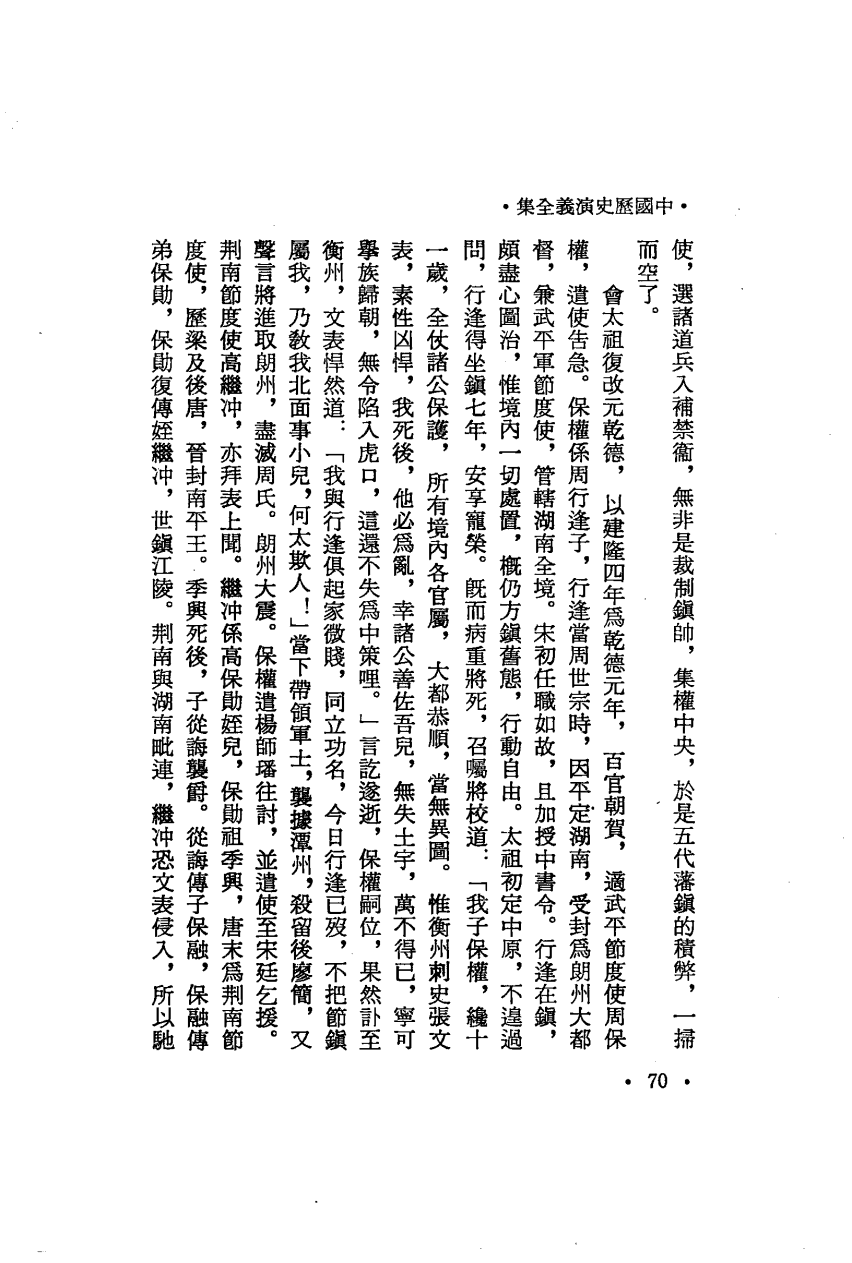 •中國歷史演義全集•
使，選諸道兵入補禁衞，無非是裁制鎭帥，集權中央，於是五代藩鎭的積弊，一掃
而空了。
會太祖復改元乾德，以建隆四年爲乾德元年，百官朝賀，適武平節度使周保
權，遣使吿急。保權係周行逢子，行逢當周世宗時，因平定湖南，受封爲朗州大都
督，兼武平軍節度使，管轄湖南全境。宋初任職如故，且加授中書令。行逢在鎭，
頗盡心圖治，惟境內一切處置，槪仍方鎭舊態，行動自由。太祖初定中原，不遑過
問，行逢得坐鎭七年，安享寵榮。旣而病重將死，召囑將校道：「我子保權，纔十
一歲，全仗諸公保護，所有境內各官屬，大都恭順，當無異圖。惟衡州刺史張文
表，素性凶悍，我死後，他必爲亂，幸諸公善佐吾兒，無失土宇，萬不得已，寧可
擧族歸朝，無令陷入虎口，這還不失爲中策哩。」言訖遂逝，保權嗣位，果然訃至
衡州，文表悍然道：「我與行逢俱起家微賤，同立功名，今日行逢已歿，不把節鎭
屬我，乃敎我北面事小兒，何太欺人！」當下帶領軍士，襲據潭州，殺留後廖簡，又
聲言將進取朗州，盡滅周氏。朗州大震。保權遣楊師璠往討，並遣使至宋廷乞援。
荆南節度使高繼冲，亦拜表上聞。繼冲係高保勛姪兒，保勛祖季興，唐末爲荆南節
度使，歷梁及後唐，晉封南平王。季興死後，子從誨襲爵。從誨傳子保融，保融傳
弟保勛，保勛復傳姪繼冲，世鎭江陵。荆南與湖南毗連，繼冲恐文表侵入，所以馳
• 70 •